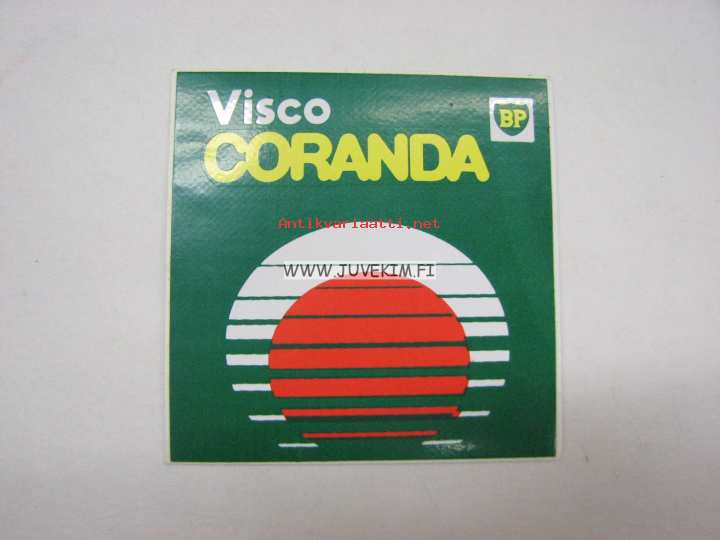 Visco
BP
CORANDA
Antikvariaatti.net
WWW.JUVEKIM.FI